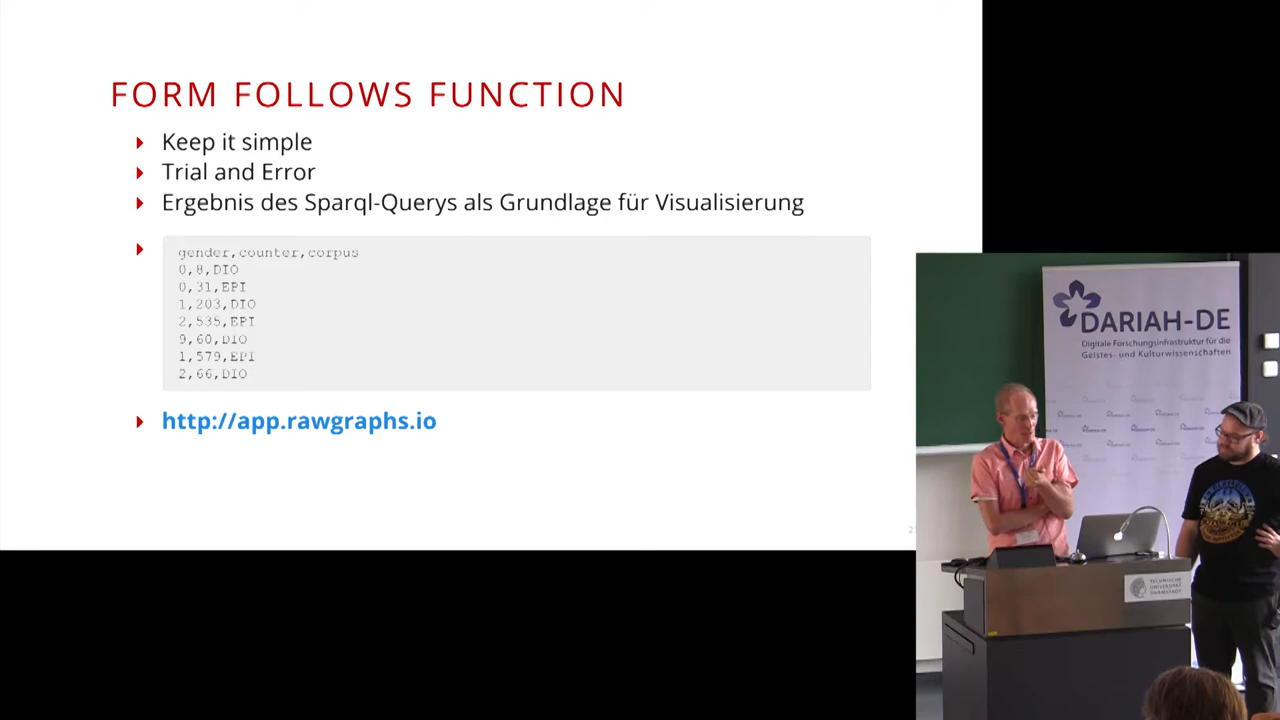 FORM FOLLOWS FUNCTION
Keep it simple
Trial and Error
Ergebnis des Sparql-Querys als Grundlage für Visualisierung
gender,counter,corpus
0,8,DIO
0,31,EPI
1,203,DIO
2,535,EPI
9,60,DIO
1,579,EPI
2,66,DIO
http://app.rawgraphs.io
DARIAH-DE
Digitale Forschungsinfrastruktur für die
Geistes- und Kulturwissenschaften
TECHNISCHE
UNIVERSITÄT
DARMSTADT